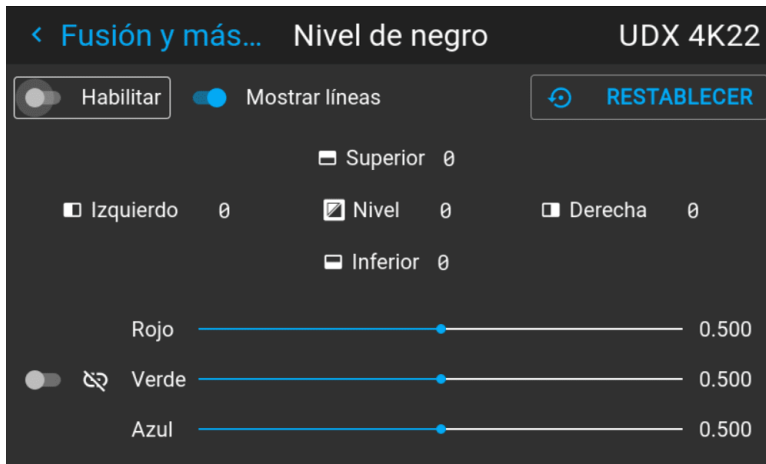 Fusión y más... Nivel de negro UDX 4K22
Habilitar Mostrar líneas RESTABLECER
Superior 0
Izquierdo 0 Nivel 0 Derecha 0
Inferior 0
Rojo 0.500
Verde 0.500
Azul 0.500